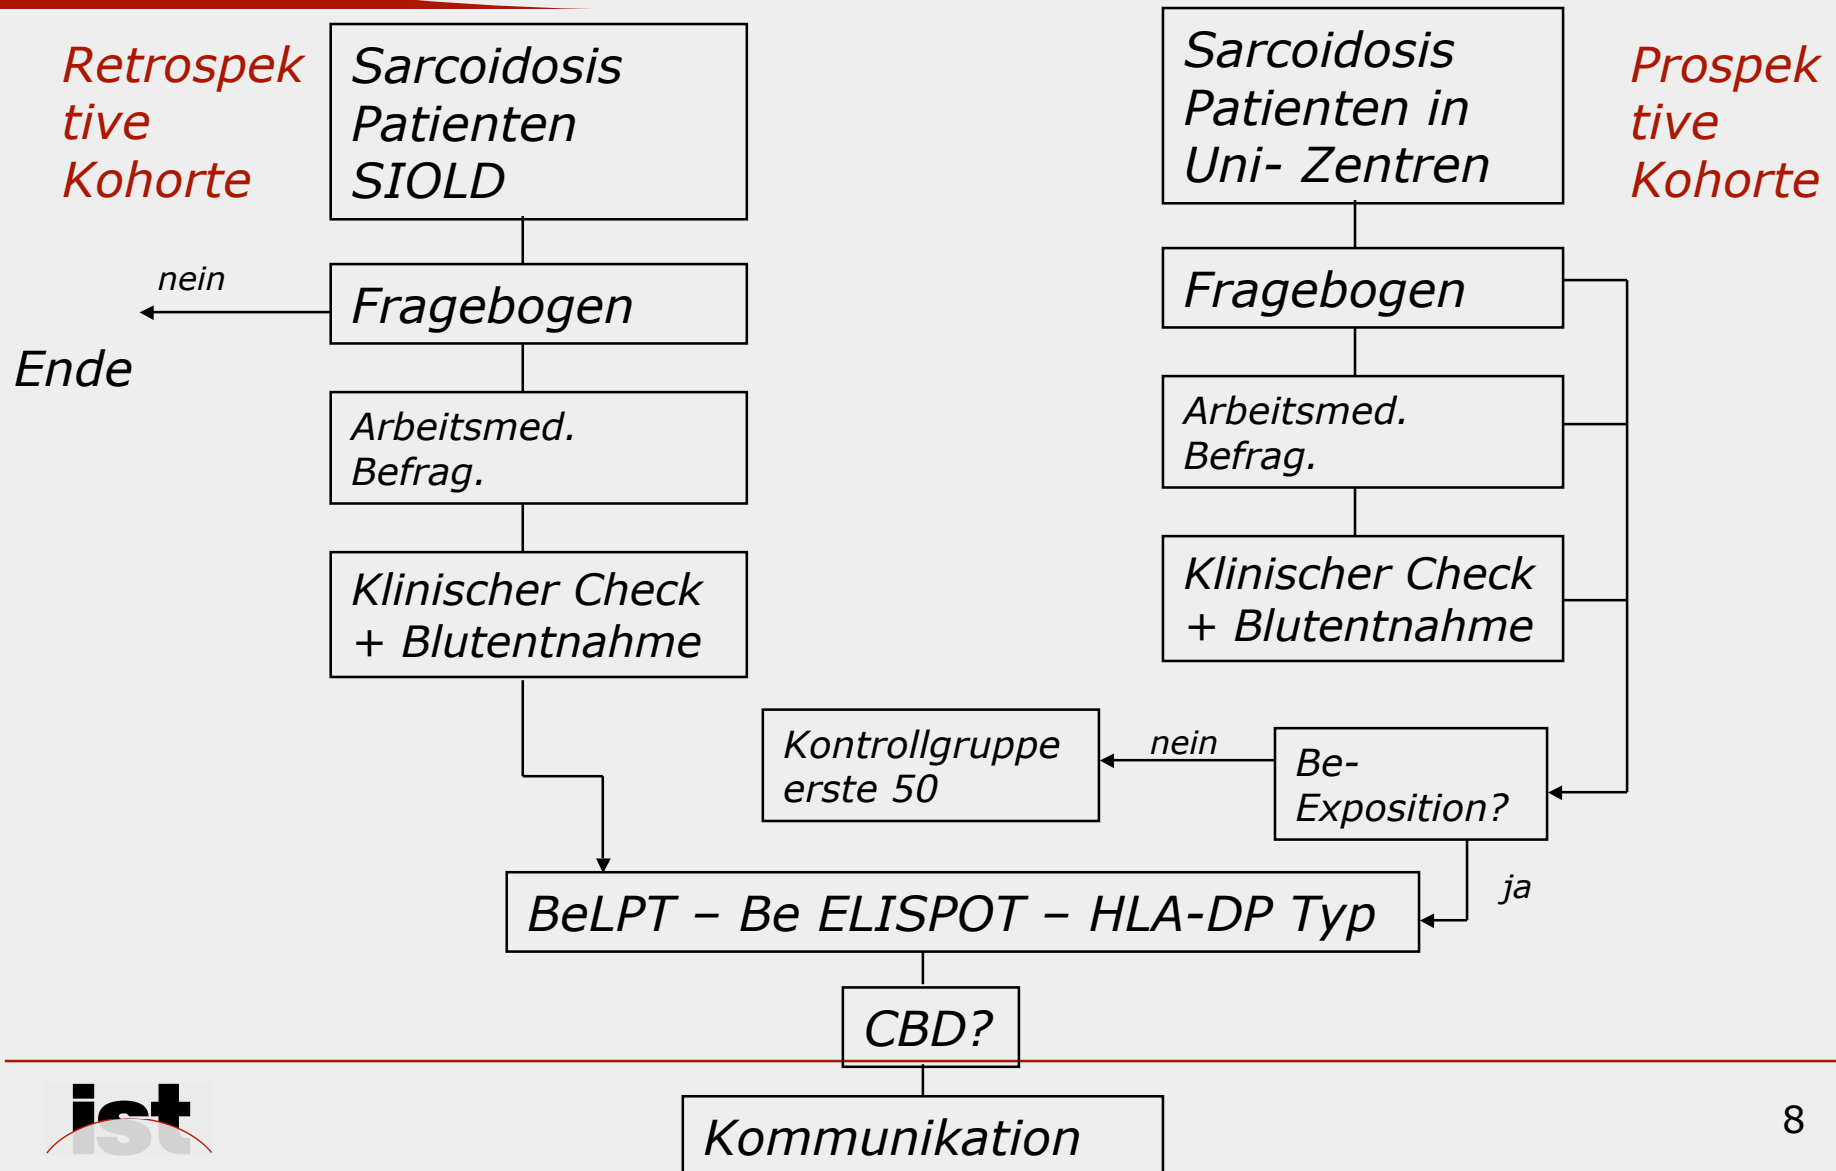 Retrospek
tive
Kohorte
Sarcoidosis
Patienten
SIOLD
Sarcoidosis
Patienten in
Uni- Zentren
Prospek
tive
Kohorte
nein
Ende
Fragebogen
Fragebogen
Arbeitsmed.
Befrag.
Arbeitsmed.
Befrag.
Klinischer Check
+ Blutentnahme
Klinischer Check
+ Blutentnahme
Kontrollgruppe
erste 50
nein
Be-
Exposition?
ja
BeLPT – Be ELISPOT – HLA-DP Typ
CBD?
Kommunikation
ist
8